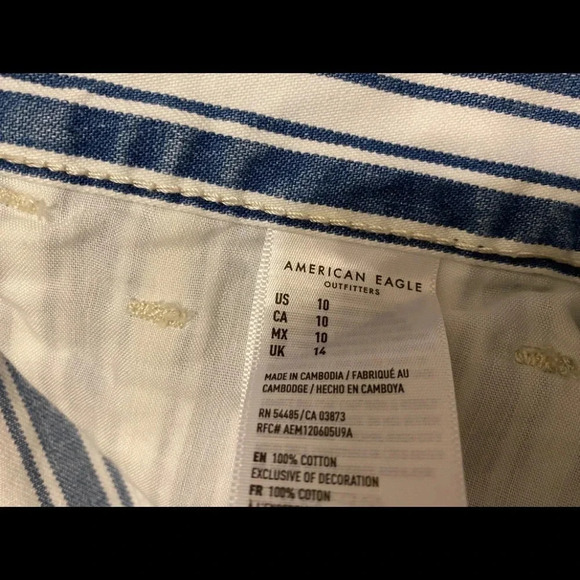 AMERICAN EAGLE
OUTFITTERS
US 10
CA 10
MX 10
UK 14
MADE IN CAMBODIA / FABRIQUÉ AU
CAMBODGE / HECHO EN CAMBOYA
RN 54485/CA 03873
RFC# AEM120605U9A
EN 100% COTTON
EXCLUSIVE OF DECORATION
FR 100% COTON